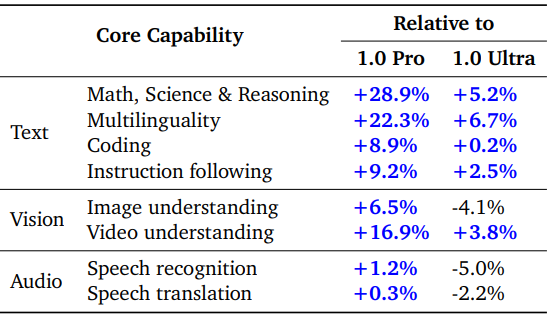 Core Capability Relative to
1.0 Pro 1.0 Ultra
Text Math, Science & Reasoning +28.9% +5.2%
Multilinguality +22.3% +6.7%
Coding +8.9% +0.2%
Instruction following +9.2% +2.5%
Vision Image understanding +6.5% -4.1%
Video understanding +16.9% +3.8%
Audio Speech recognition +1.2% -5.0%
Speech translation +0.3% -2.2%